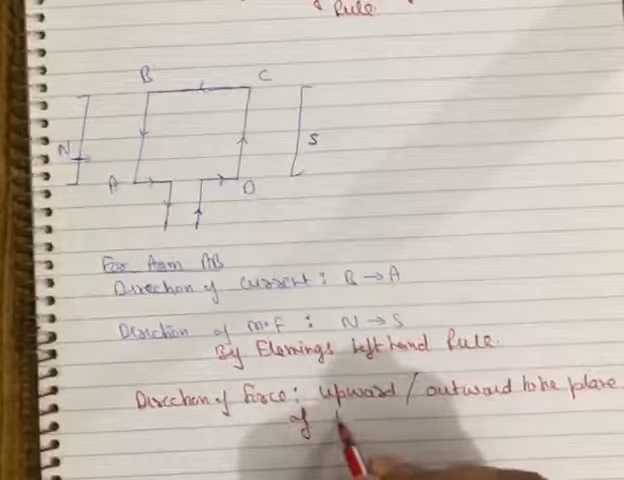 Rule
B
C
N
S
A
D
For Arm AB
Direction of current : B → A
Direction of M.F : N → S
By Flemings left hand Rule
Direction of force : upward / outward to the plane
of